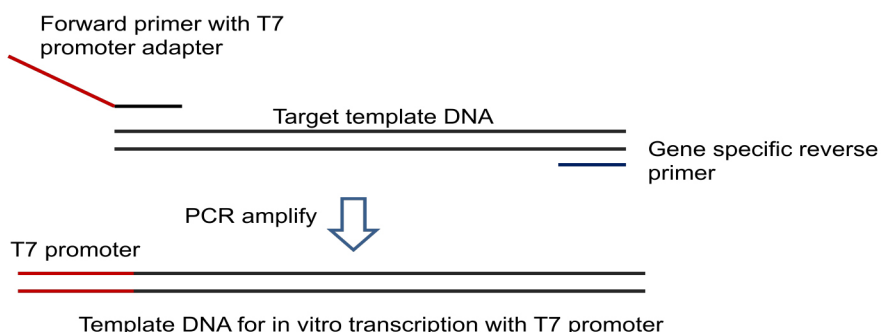 Forward primer with T7
promoter adapter
Target template DNA
Gene specific reverse
primer
PCR amplify
T7 promoter
Template DNA for in vitro transcription with T7 promoter